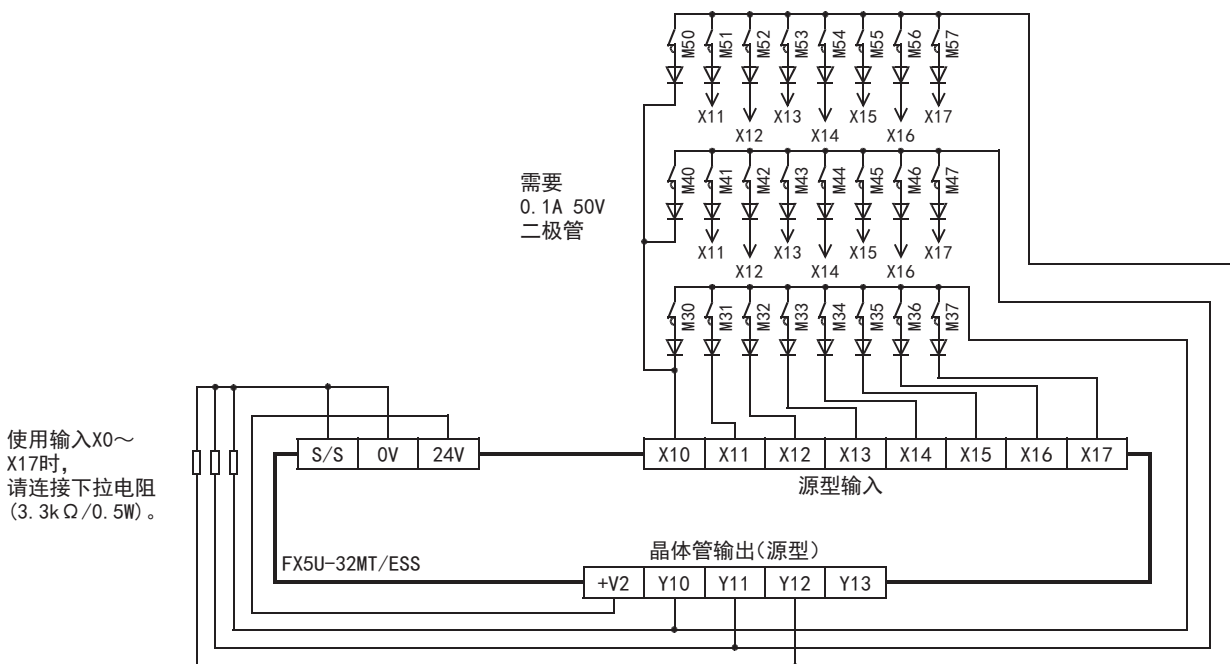 M50 M51 M52 M53 M54 M55 M56 M57
X11 X13 X15 X17
X12 X14 X16
需要
0.1A 50V
二极管
M40 M41 M42 M43 M44 M45 M46 M47
X11 X13 X15 X17
X12 X14 X16
M30 M31 M32 M33 M34 M35 M36 M37
使用输入X0～
X17时，
请连接下拉电阻
(3.3kΩ/0.5W)。
S/S 0V 24V
X10 X11 X12 X13 X14 X15 X16 X17
源型输入
FX5U-32MT/ESS
晶体管输出(源型)
+V2 Y10 Y11 Y12 Y13